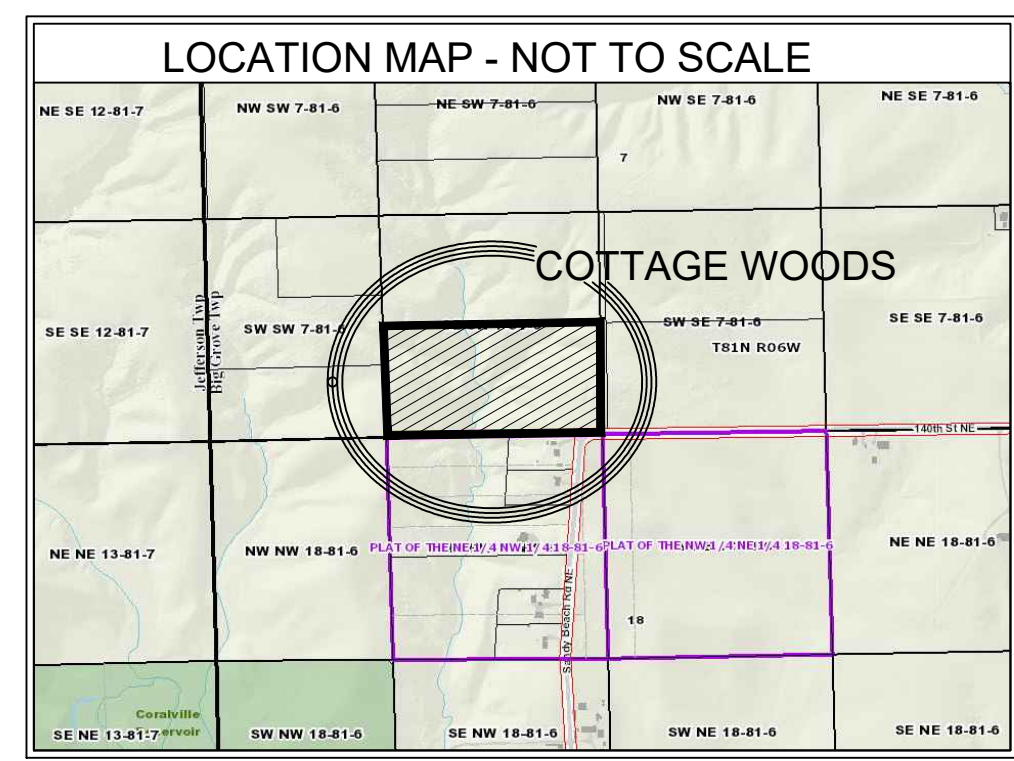 LOCATION MAP - NOT TO SCALE
NE SE 12-81-7
NW SW 7-81-6
NE SW 7-81-6
NW SE 7-81-6
NE SE 7-81-6
7
COTTAGE WOODS
SE SE 12-81-7
Jefferson Twp
Big Grove Twp
SW SW 7-81-6
SW SE 7-81-6
SE SE 7-81-6
T81N R06W
140th St NE
NE NE 13-81-7
NW NW 18-81-6
PLAT OF THE NE 1/4 NW 1/4 18-81-6
PLAT OF THE NW 1/4 NE 1/4 18-81-6
NE NE 18-81-6
Sandy Beach Rd NE
18
Coralville
Reservoir
SE NE 13-81-7
SW NW 18-81-6
SE NW 18-81-6
SW NE 18-81-6
SE NE 18-81-6